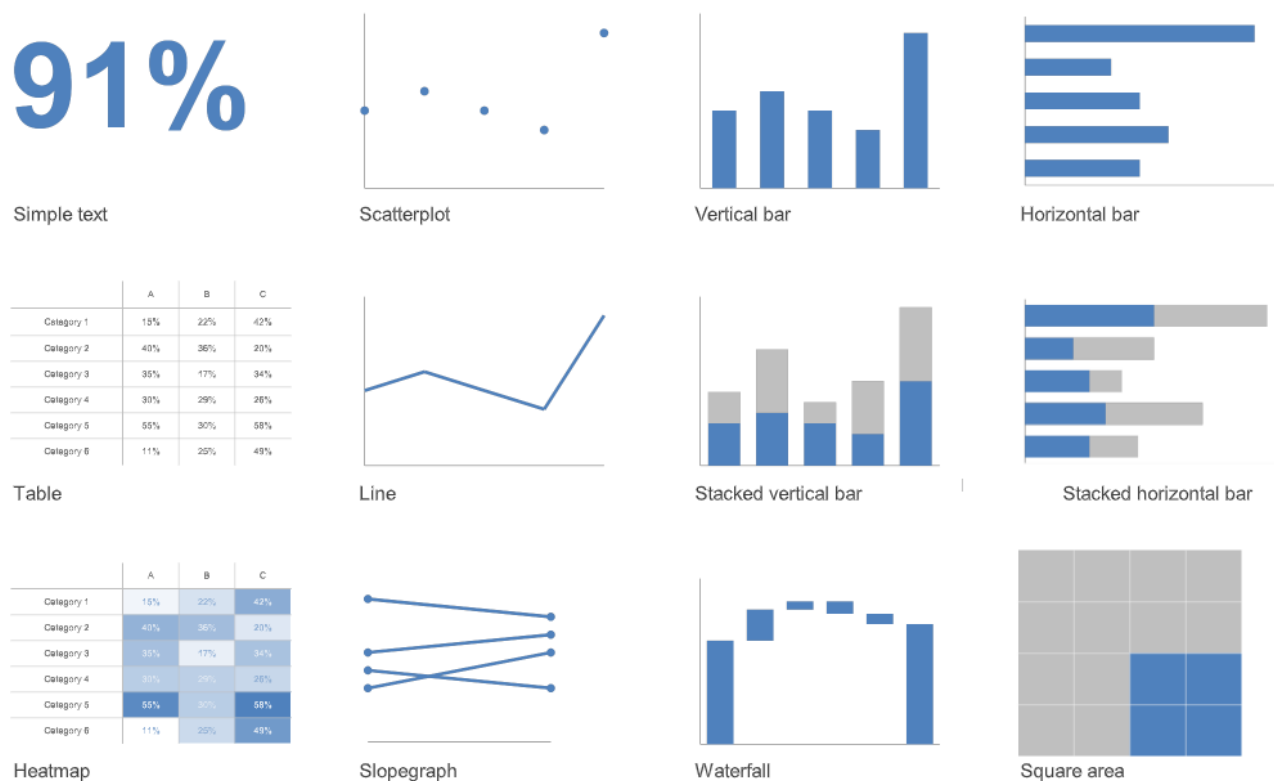 91%
Simple text
Scatterplot
Vertical bar
Horizontal bar
A B C
Category 1 15% 22% 42%
Category 2 40% 36% 20%
Category 3 35% 17% 34%
Category 4 30% 29% 26%
Category 5 55% 30% 58%
Category 6 11% 25% 49%
Table
Line
Stacked vertical bar
Stacked horizontal bar
A B C
Category 1 15% 22% 42%
Category 2 40% 36% 20%
Category 3 35% 17% 34%
Category 4 30% 29% 26%
Category 5 55% 30% 58%
Category 6 11% 25% 49%
Heatmap
Slopegraph
Waterfall
Square area